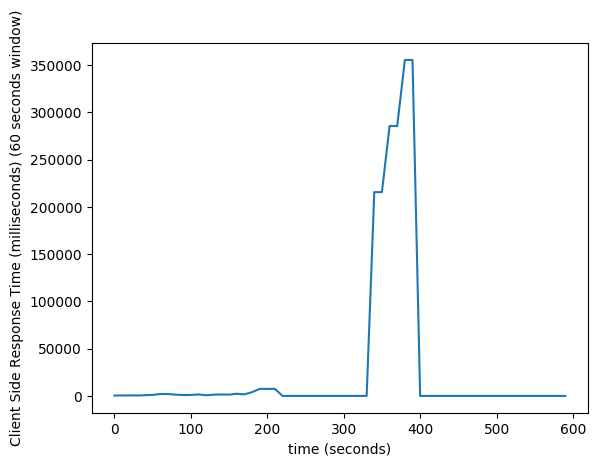 Client Side Response Time (milliseconds) (60 seconds window)
350000
300000
250000
200000
150000
100000
50000
0
0 100 200 300 400 500 600
time (seconds)